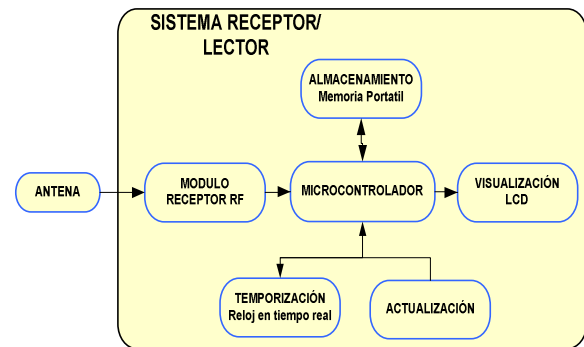 SISTEMA RECEPTOR/
LECTOR
ALMACENAMIENTO
Memoria Portatil
ANTENA
MODULO
RECEPTOR RF
MICROCONTROLADOR
VISUALIZACIÓN
LCD
TEMPORIZACIÓN
Reloj en tiempo real
ACTUALIZACIÓN